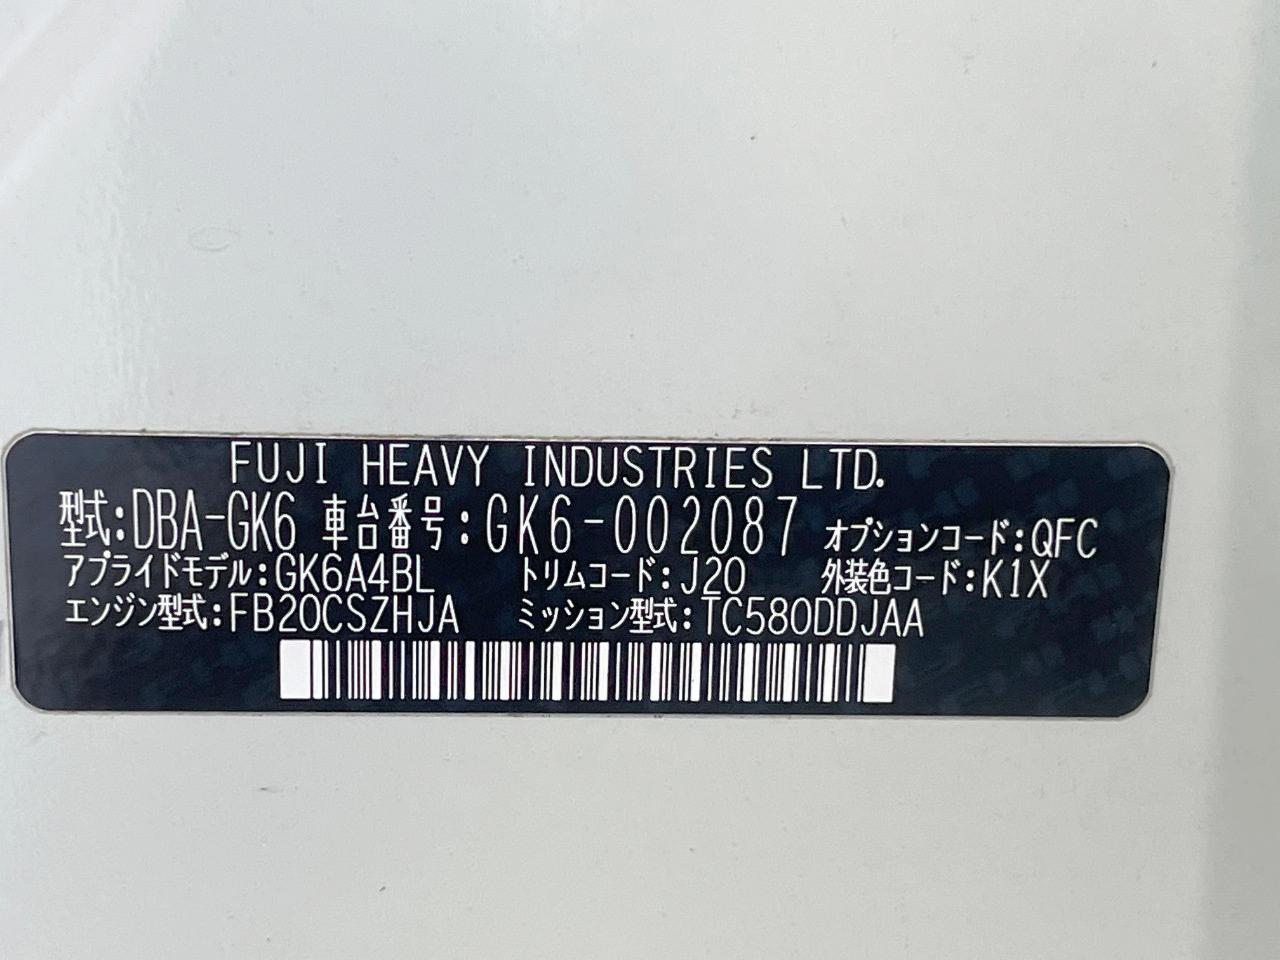 FUJI HEAVY INDUSTRIES LTD.
型式:DBA-GK6 車台番号:GK6-002087 オプションコード:QFC
アプライドモデル:GK6A4BL トリムコード:J20 外装色コード:K1X
エンジン型式:FB20CSZHJA ミッション型式:TC580DDJAA